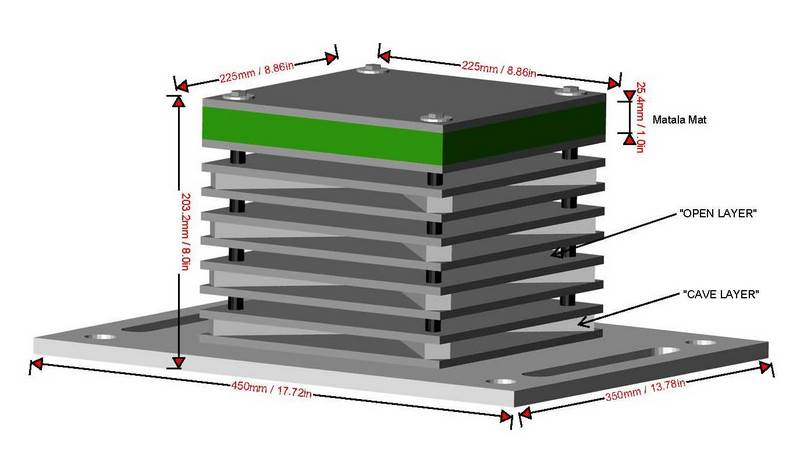 225mm / 8.86in
225mm / 8.86in
25.4mm / 1.0in
Matala Mat
203.2mm / 8.0in
"OPEN LAYER"
"CAVE LAYER"
450mm / 17.72in
350mm / 13.78in